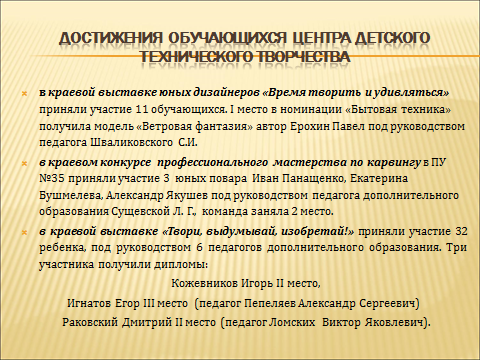 ДОСТИЖЕНИЯ ОБУЧАЮЩИХСЯ ЦЕНТРА ДЕТСКОГО
ТЕХНИЧЕСКОГО ТВОРЧЕСТВА
в краевой выставке юных дизайнеров «Время творить и удивляться»
приняли участие 11 обучающихся. I место в номинации «Бытовая техника»
получила модель «Ветровая фантазия» автор Ерохин Павел под руководством
педагога Шваликовского С.И.
в краевом конкурсе профессионального мастерства по карвингу в ПУ
№35 приняли участие 3 юных повара Иван Панащенко, Екатерина
Бушмелева, Александр Якушев под руководством педагога дополнительного
образования Сущевской Л. Г., команда заняла 2 место.
в краевой выставке «Твори, выдумывай, изобретай!» приняли участие 32
ребенка, под руководством 6 педагогов дополнительного образования. Три
участника получили дипломы:
Кожевников Игорь II место,
Игнатов Егор III место (педагог Пепеляев Александр Сергеевич)
Раковский Дмитрий II место (педагог Ломских Виктор Яковлевич).